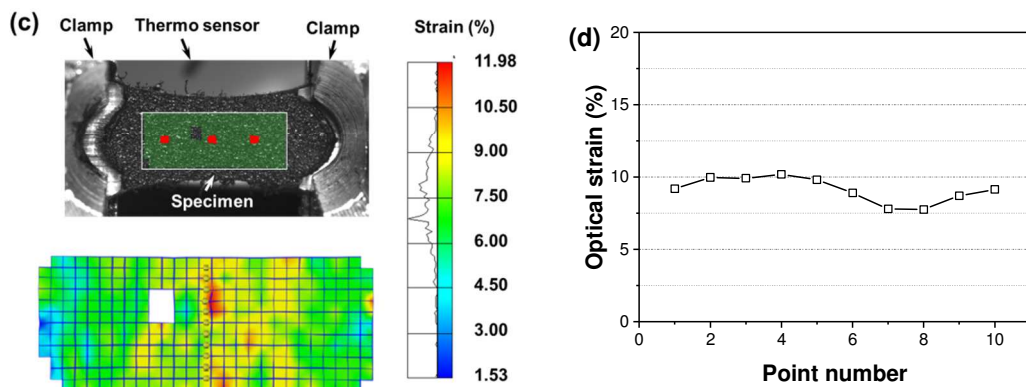 (c)
Clamp Thermo sensor Clamp
Specimen
Strain (%)
11.98
10.50
9.00
7.50
6.00
4.50
3.00
1.53
(d)
Optical strain (%)
20
15
10
5
0
0 2 4 6 8 10
Point number